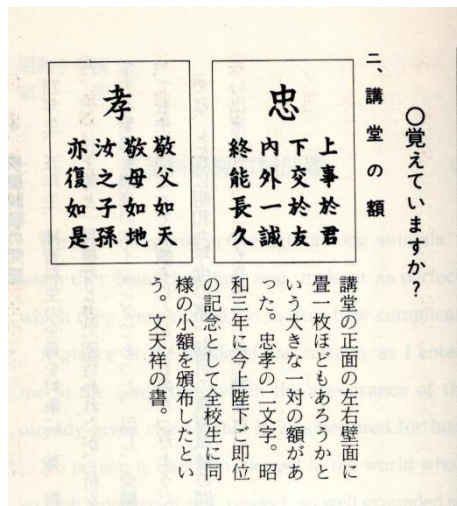 〇覚えていますか?
二、講堂の額
忠
上事於君
下交於友
内外一誠
終能長久
孝
敬父如天
敬母如地
汝之子孫
亦復如是
講堂の正面の左右壁面に
畳一枚ほどもあろうかと
いう大きな 対の額があ
った。忠孝の二文字。昭
和三年に今上陛下ご即位
の記念として全校生に同
様の小額を頒布したとい
う。文天祥の書。